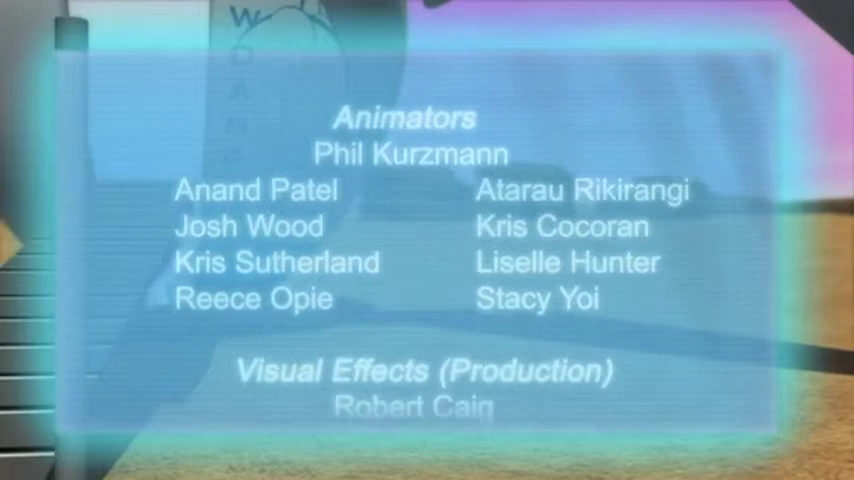 W
D
A
Animators
Phil Kurzmann
Anand Patel Atarau Rikirangi
Josh Wood Kris Cocoran
Kris Sutherland Liselle Hunter
Reece Opie Stacy Yoi
Visual Effects (Production)
Robert Caig